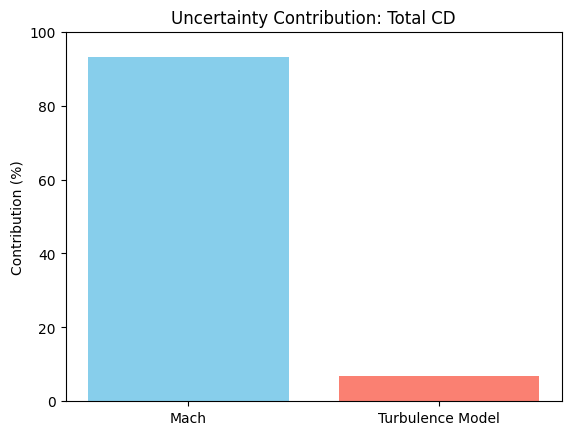 Uncertainty Contribution: Total CD
Contribution (%)
100
80
60
40
20
0
Mach
Turbulence Model